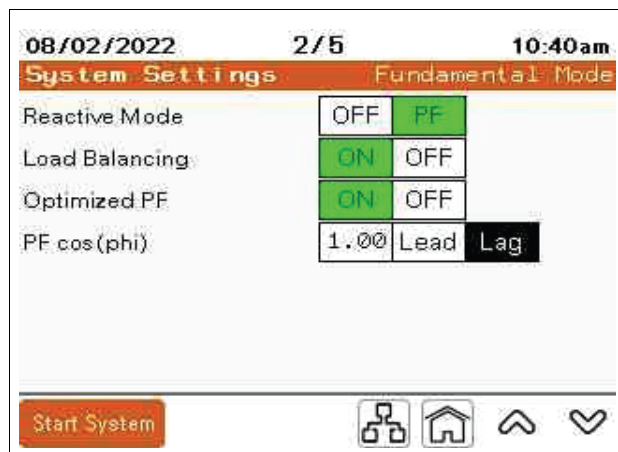 08/02/2022 2/5 10:40am
System Settings Fundamental Mode
Reactive Mode OFF PF
Load Balancing ON OFF
Optimized PF ON OFF
PF cos(phi) 1.00 Lead Lag
Start System